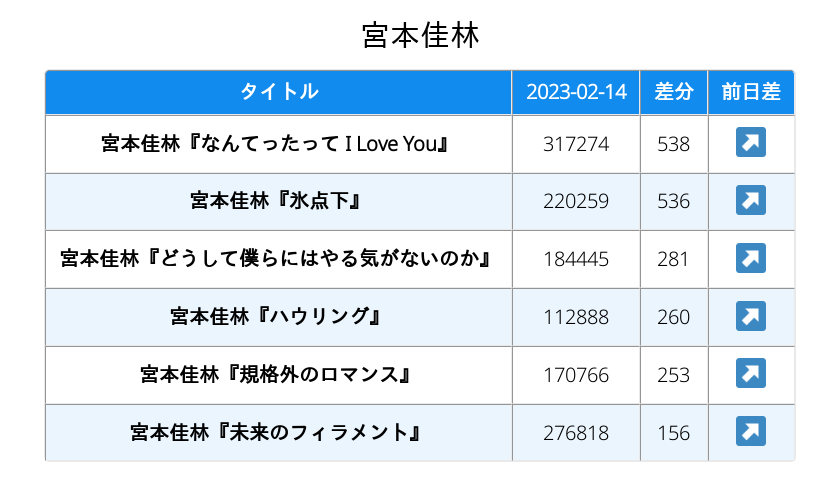 宮本佳林
タイトル 2023-02-14 差分 前日差
宮本佳林『なんてったって I Love You』 317274 538 ↗
宮本佳林『氷点下』 220259 536 ↗
宮本佳林『どうして僕らにはやる気がないのか』 184445 281 ↗
宮本佳林『ハウリング』 112888 260 ↗
宮本佳林『規格外のロマンス』 170766 253 ↗
宮本佳林『未来のフィラメント』 276818 156 ↗